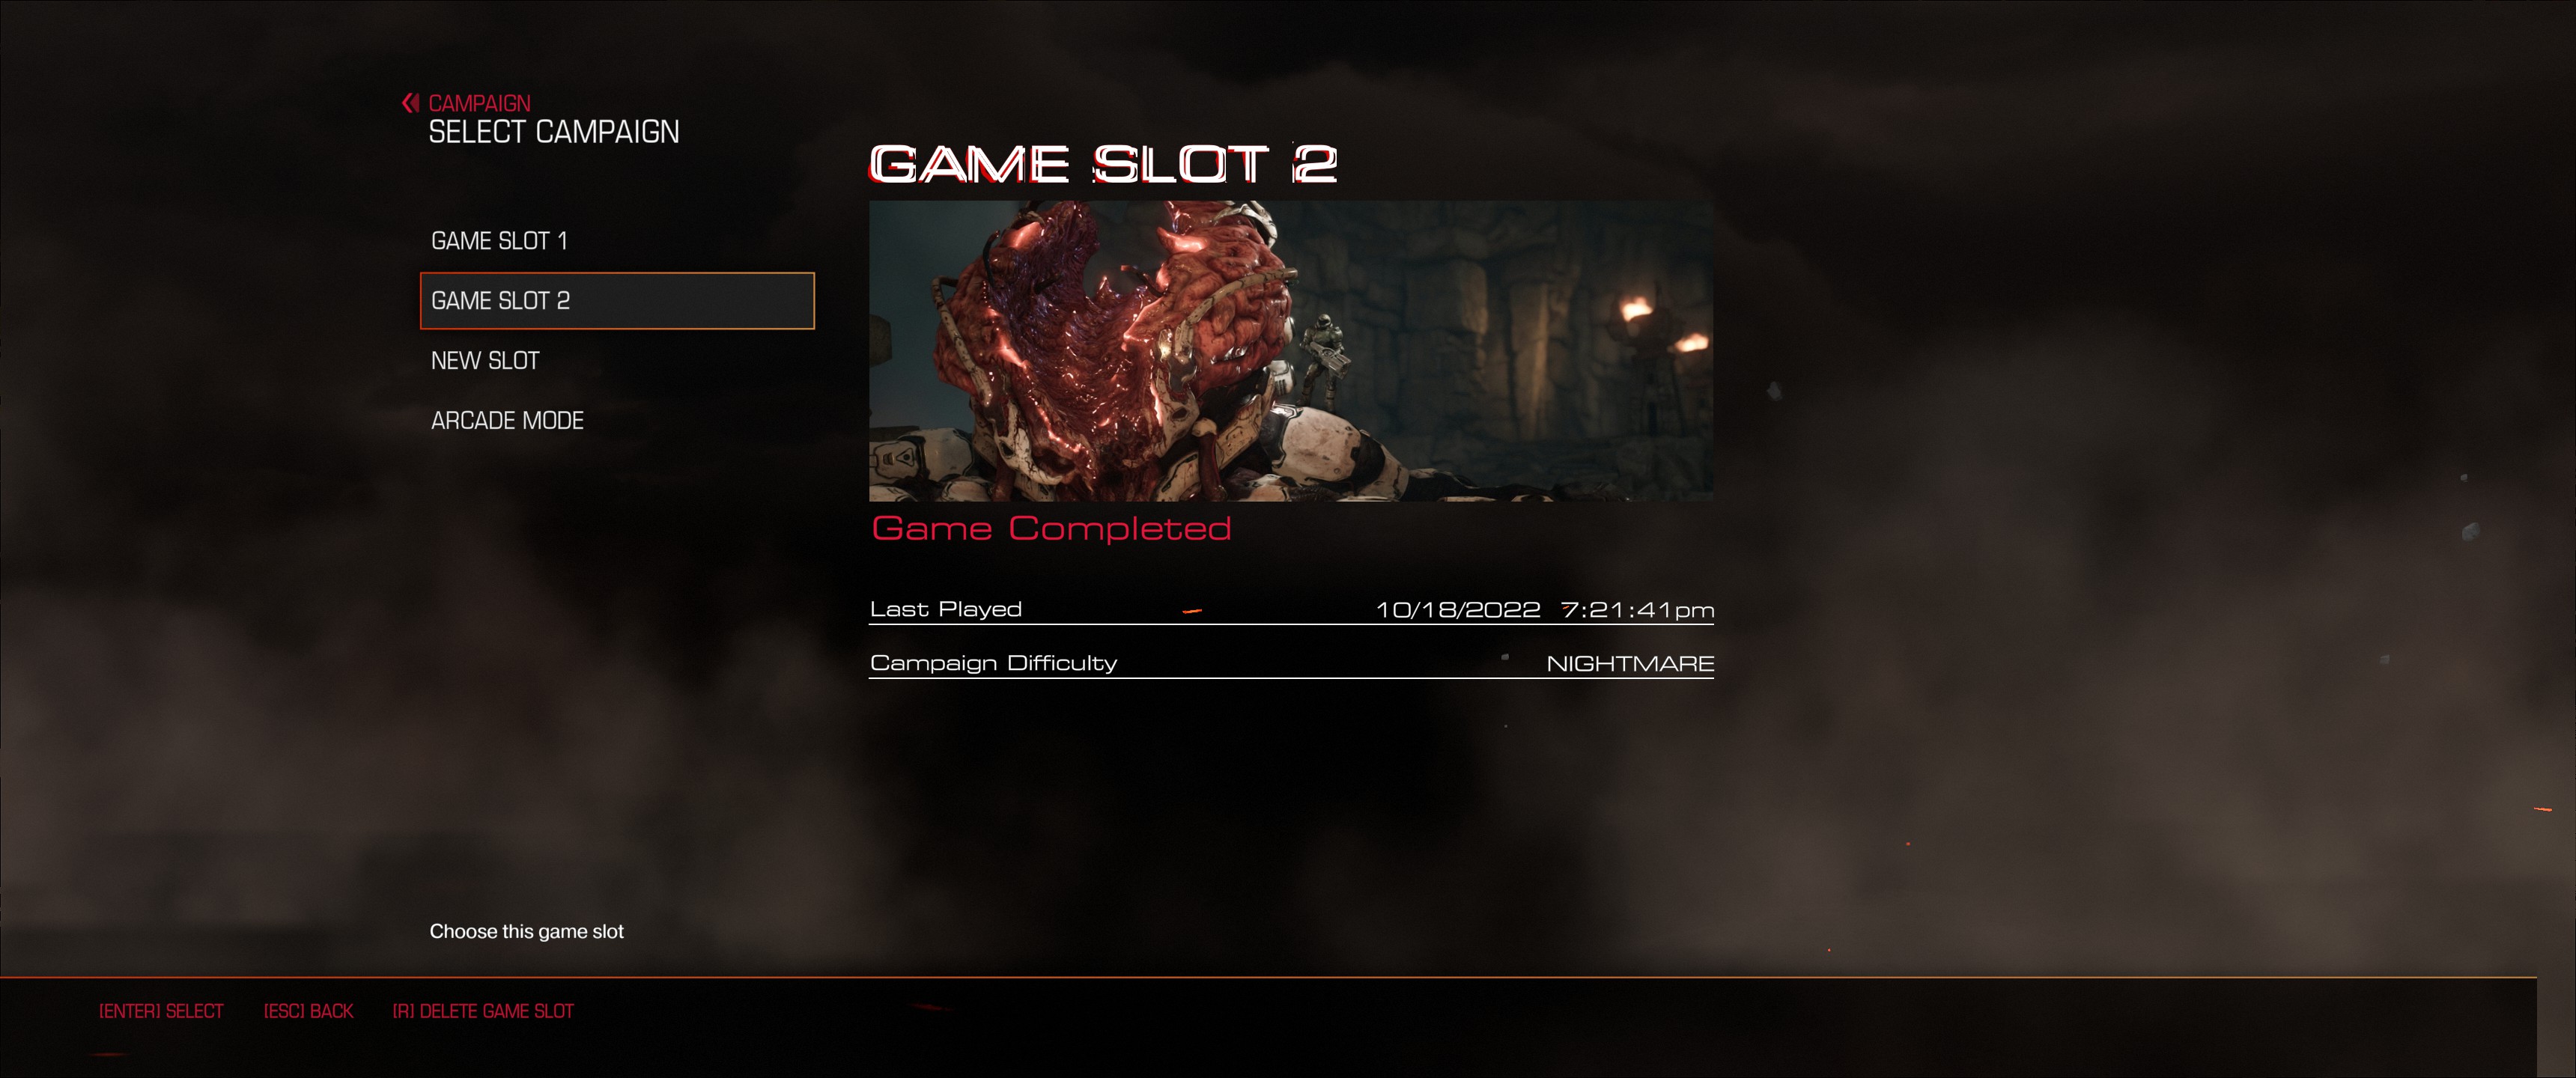 CAMPAIGN
SELECT CAMPAIGN
GAME SLOT 1
GAME SLOT 2
NEW SLOT
ARCADE MODE
GAME SLOT 2
Game Completed
Last Played 10/18/2022 7:21:41pm
Campaign Difficulty NIGHTMARE
Choose this game slot
[ENTER] SELECT [ESC] BACK [R] DELETE GAME SLOT